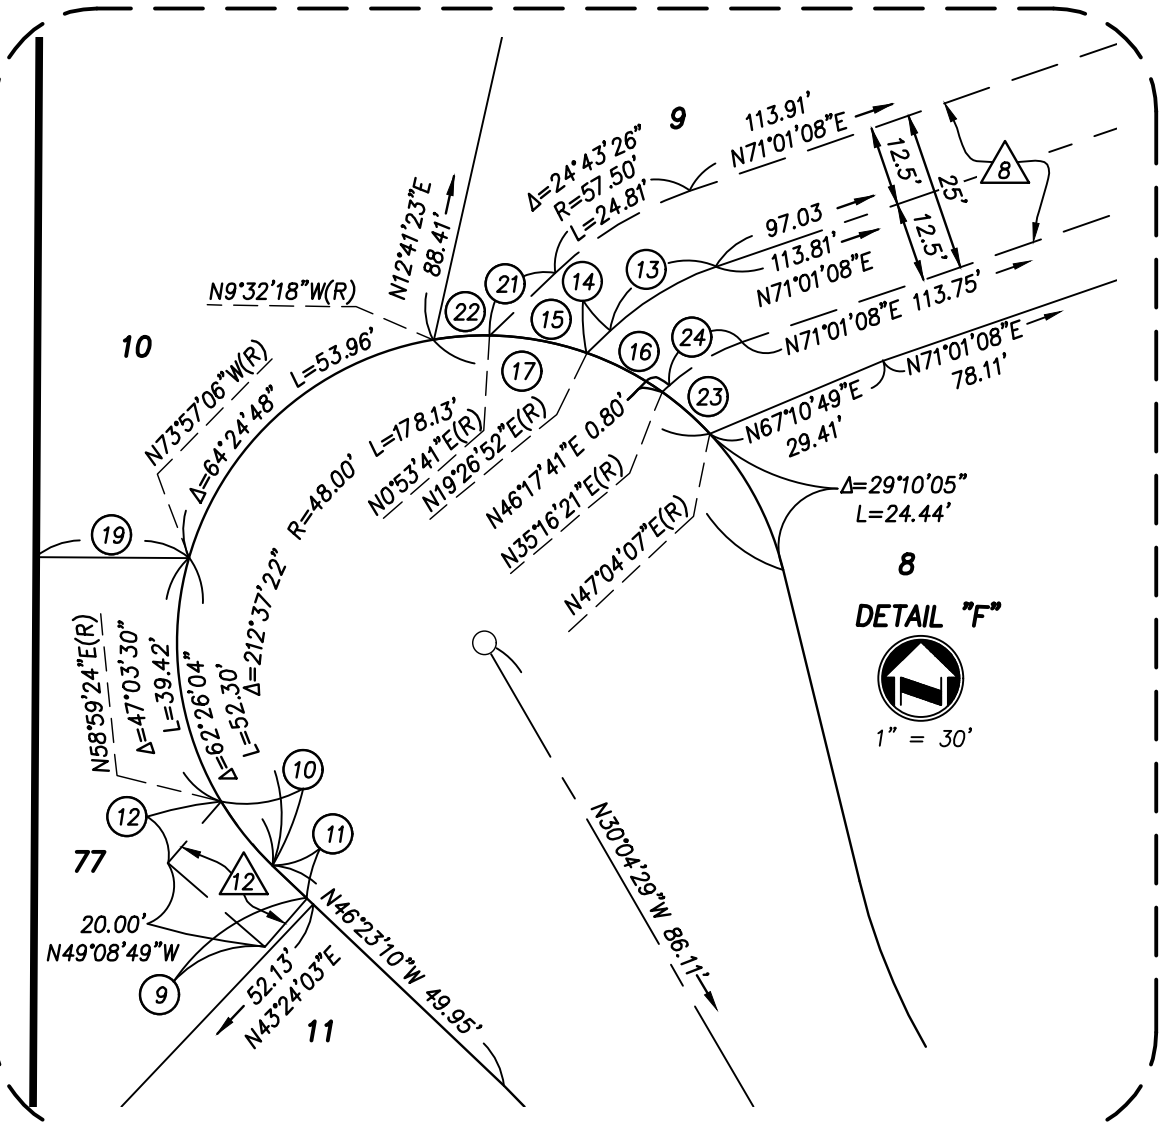 9
113.91'
N71°01'08"E
Δ=24°43'26"
R=57.50'
L=24.81'
12.5'
25'
12.5'
8
97.03
113.81'
N71°01'08"E
N71°01'08"E 113.75'
N71°01'08"E
78.11'
N67°10'49"E
29.41'
N12°41'23"E
88.41'
21
14
13
22
15
16
24
17
23
N9°32'18"W(R)
10
N73°57'06"W(R)
Δ=64°24'48" L=53.96'
Δ=212°37'22" R=48.00' L=178.13'
N0°53'41"E(R)
N19°26'52"E(R)
N46°17'41"E 0.80'
N35°16'21"E(R)
N47°04'07"E(R)
Δ=29°10'05"
L=24.44'
8
DETAIL "F"
1" = 30'
19
N58°59'24"E(R)
Δ=47°03'30"
L=39.42'
Δ=62°26'04"
L=52.30'
10
12
11
77
12
20.00'
N49°08'49"W
9
52.13'
N43°24'03"E
11
N46°23'10"W 49.95'
N30°04'29"W 86.11'